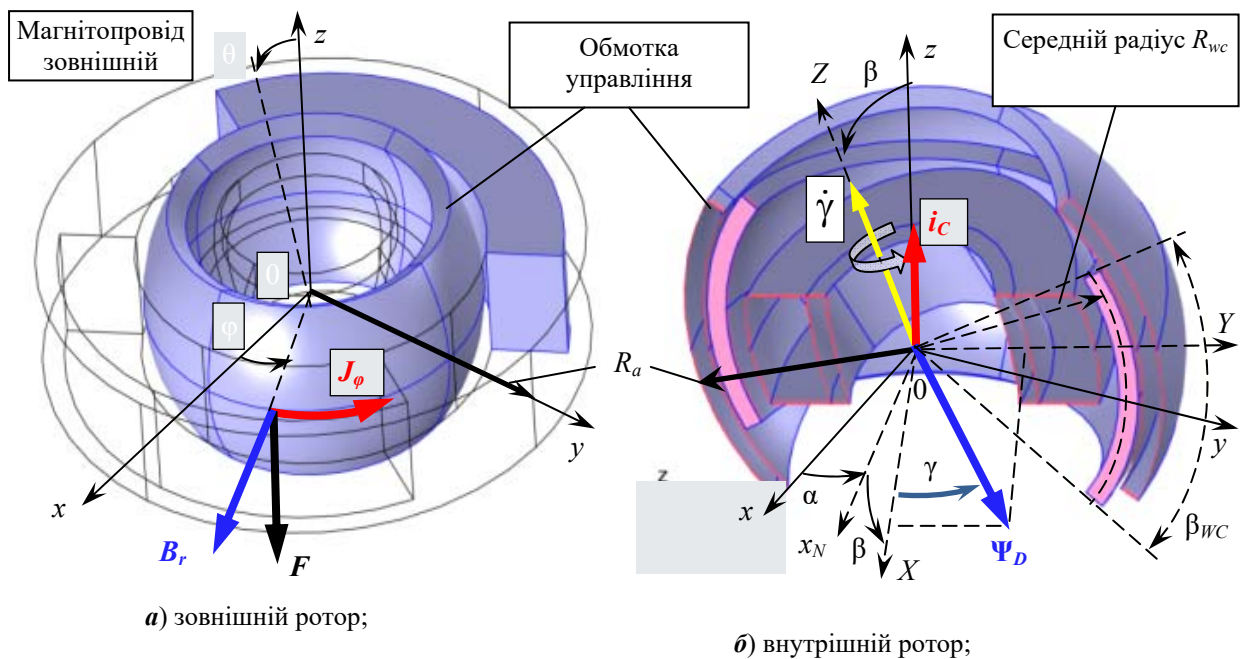 Магнітопровід
зовнішній
θ
z
Обмотка
управління
Середній радіус R_wc
z
β
Z
γ̇
i_C
0
φ
J_φ
R_a
Y
0
y
y
x
B_r
F
z
x
α
γ
x_N
β
X
Ψ_D
β_WC
а) зовнішній ротор;
б) внутрішній ротор;